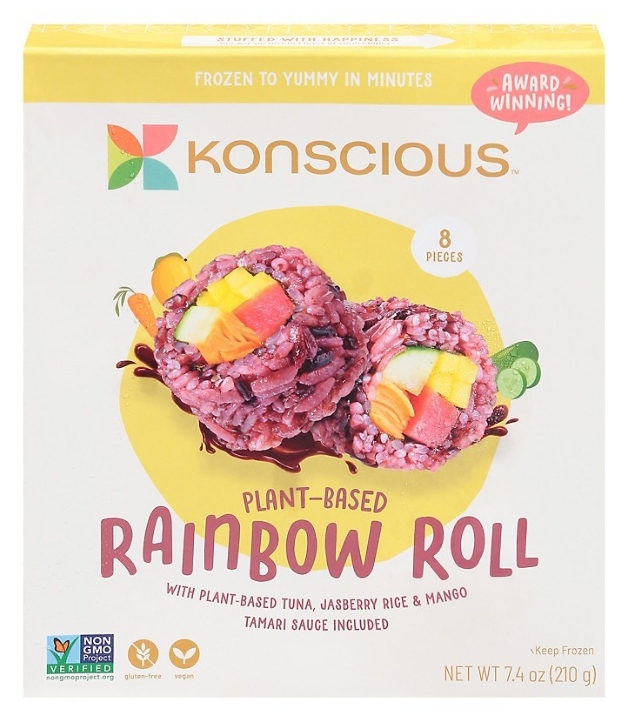 STUFFED WITH HAPPINESS
FROZEN TO YUMMY IN MINUTES
AWARD
WINNING!
KONSCIOUS™
8
PIECES
PLANT-BASED
RAINBOW ROLL
WITH PLANT-BASED TUNA, JASBERRY RICE & MANGO
TAMARI SAUCE INCLUDED
NON
GMO
Project
VERIFIED
nongmoproject.org
gluten-free
vegan
Keep Frozen
NET WT 7.4 oz (210 g)